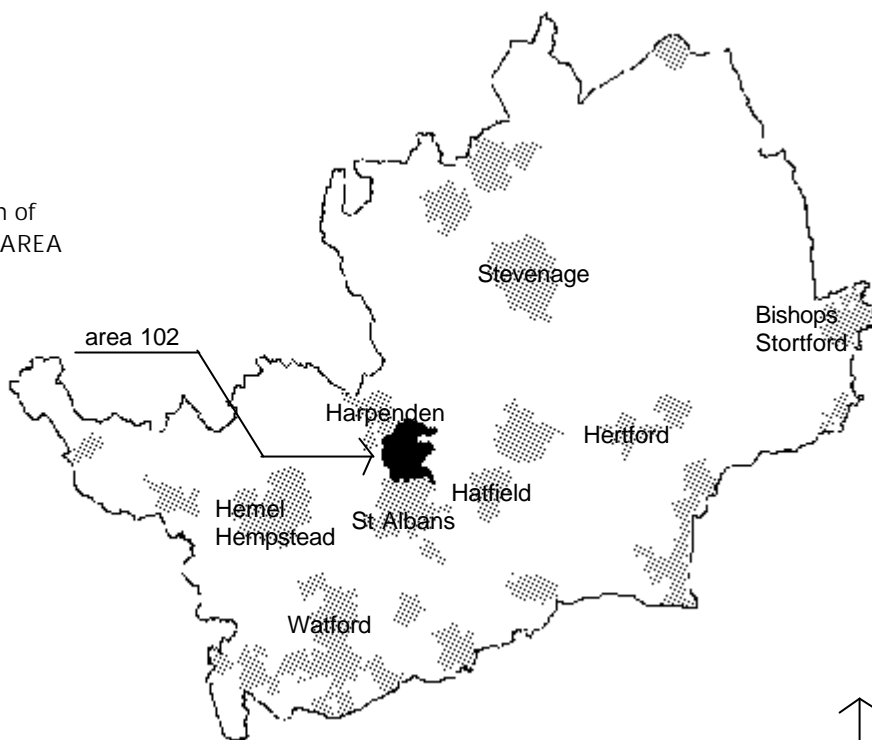 n of
AREA
Stevenage
Bishops
Stortford
area 102
Harpenden
Hertford
Hatfield
Hemel
Hempstead
St Albans
Watford